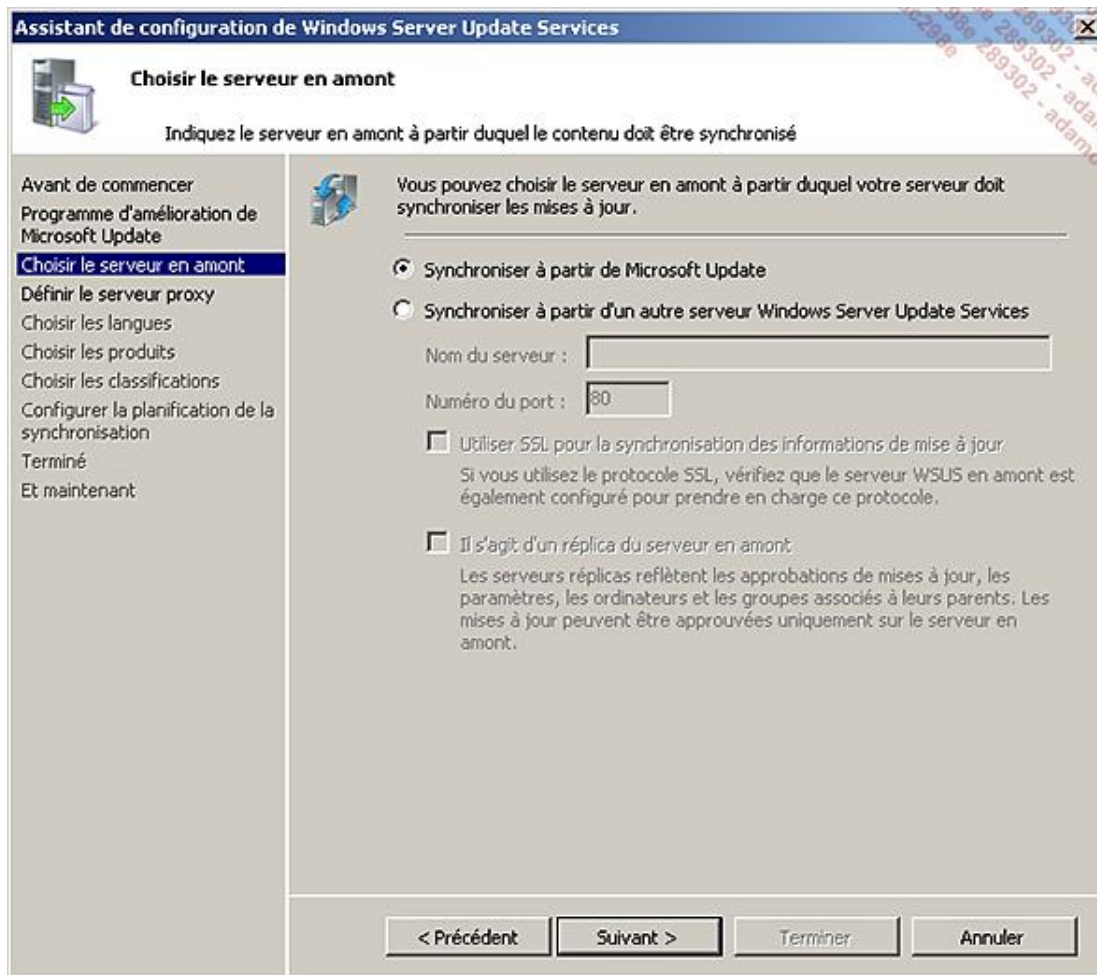 Assistant de configuration de Windows Server Update Services
Choisir le serveur en amont
Indiquez le serveur en amont à partir duquel le contenu doit être synchronisé
Avant de commencer
Programme d'amélioration de
Microsoft Update
Choisir le serveur en amont
Définir le serveur proxy
Choisir les langues
Choisir les produits
Choisir les classifications
Configurer la planification de la
synchronisation
Terminé
Et maintenant
Vous pouvez choisir le serveur en amont à partir duquel votre serveur doit
synchroniser les mises à jour.
Synchroniser à partir de Microsoft Update
Synchroniser à partir d'un autre serveur Windows Server Update Services
Nom du serveur :
Numéro du port : 80
Utiliser SSL pour la synchronisation des informations de mise à jour
Si vous utilisez le protocole SSL, vérifiez que le serveur WSUS en amont est
également configuré pour prendre en charge ce protocole.
Il s'agit d'un réplica du serveur en amont
Les serveurs réplicas reflètent les approbations de mises à jour, les
paramètres, les ordinateurs et les groupes associés à leurs parents. Les
mises à jour peuvent être approuvées uniquement sur le serveur en
amont.
< Précédent
Suivant >
Terminer
Annuler